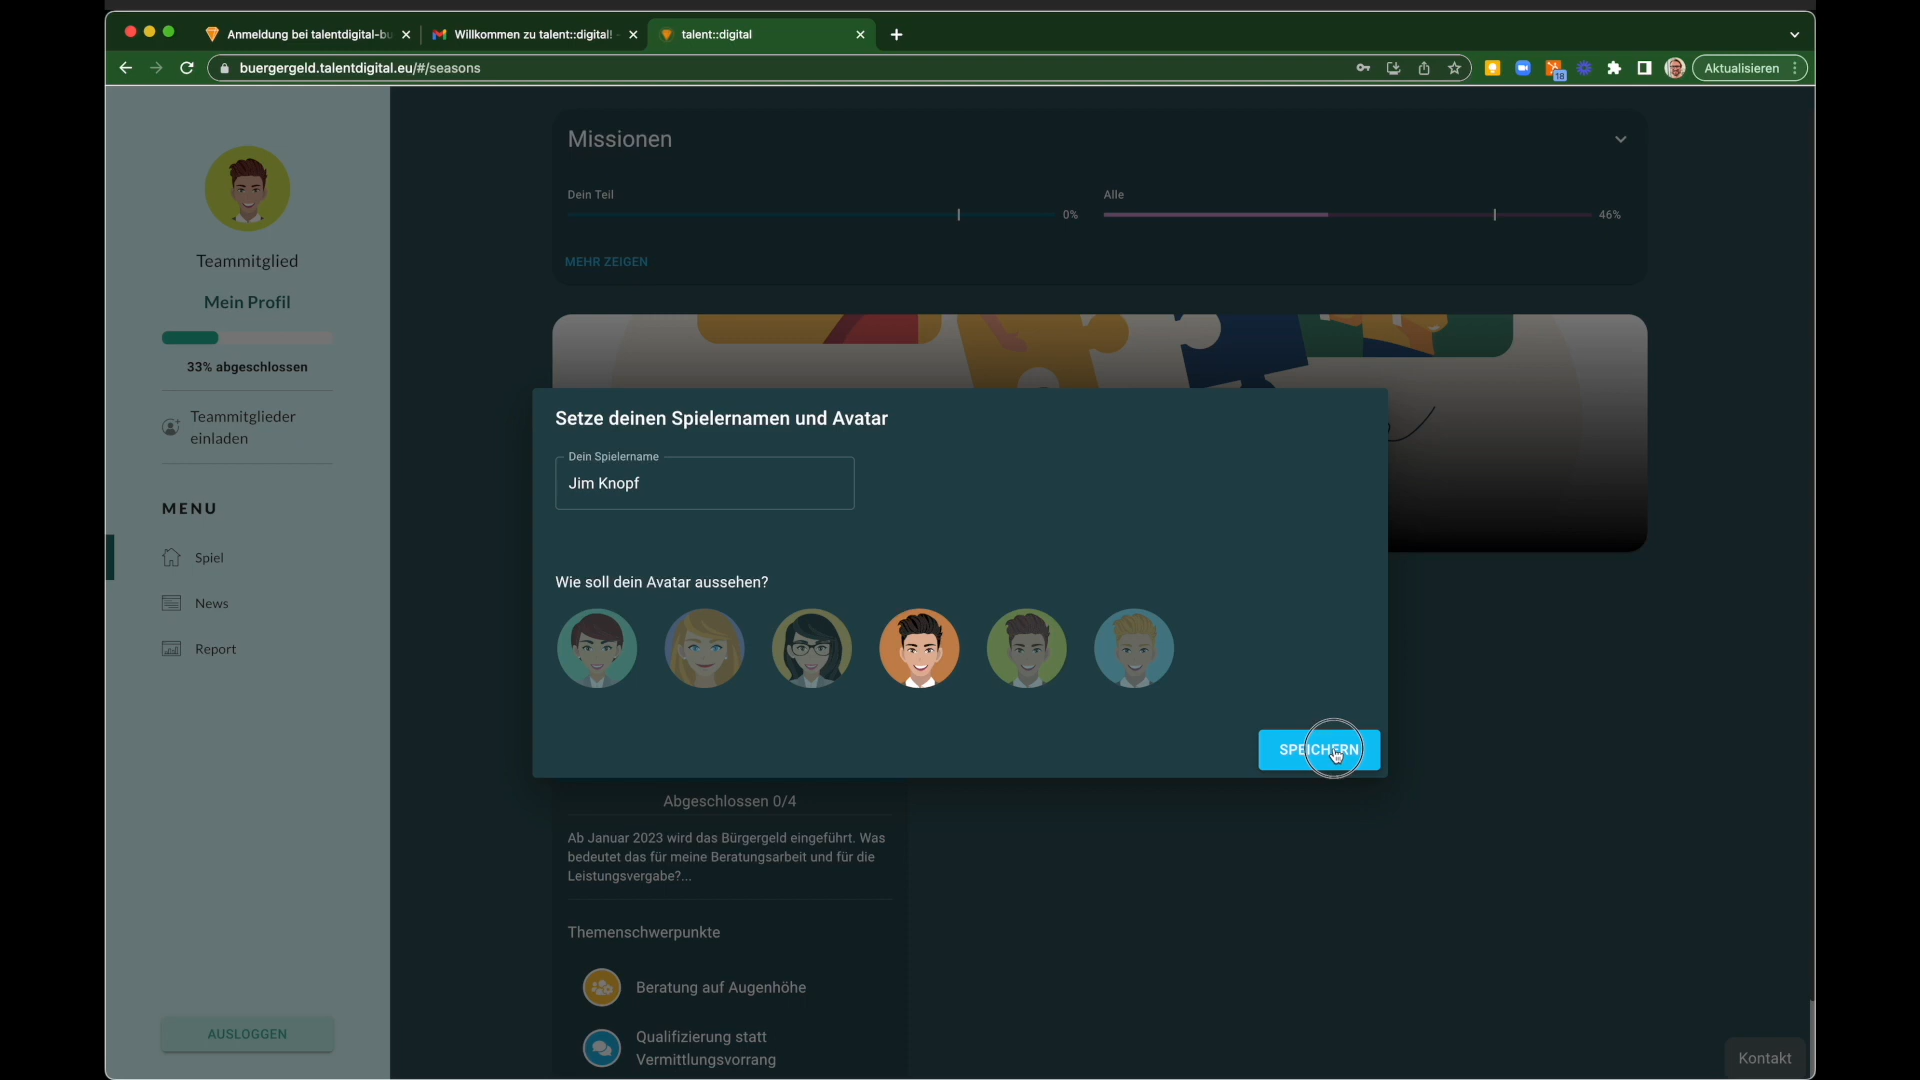 Anmeldung bei talentdigital-bu
Willkommen zu talent::digital!
talent::digital
buergergeld.talentdigital.eu/#/seasons
18
Aktualisieren
Teammitglied
Mein Profil
33% abgeschlossen
Teammitglieder
einladen
MENU
Spiel
News
Report
AUSLOGGEN
Missionen
Dein Teil
0%
Alle
46%
MEHR ZEIGEN
Setze deinen Spielernamen und Avatar
Dein Spielername
Jim Knopf
Wie soll dein Avatar aussehen?
SPEICHERN
Abgeschlossen 0/4
Ab Januar 2023 wird das Bürgergeld eingeführt. Was
bedeutet das für meine Beratungsarbeit und für die
Leistungsvergabe?...
Themenschwerpunkte
Beratung auf Augenhöhe
Qualifizierung statt
Vermittlungsvorrang
Kontakt